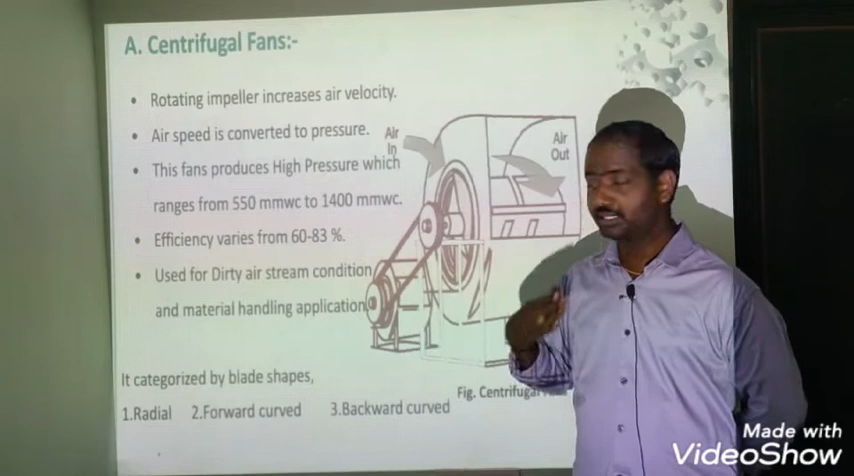 A. Centrifugal Fans:-
• Rotating impeller increases air velocity.
• Air speed is converted to pressure.
• This fans produces High Pressure which
ranges from 550 mmwc to 1400 mmwc.
• Efficiency varies from 60-83 %.
• Used for Dirty air stream condition
and material handling application.
Air
In
Air
Out
It categorized by blade shapes,
1.Radial 2.Forward curved 3.Backward curved
Fig. Centrifugal
Made with
VideoShow